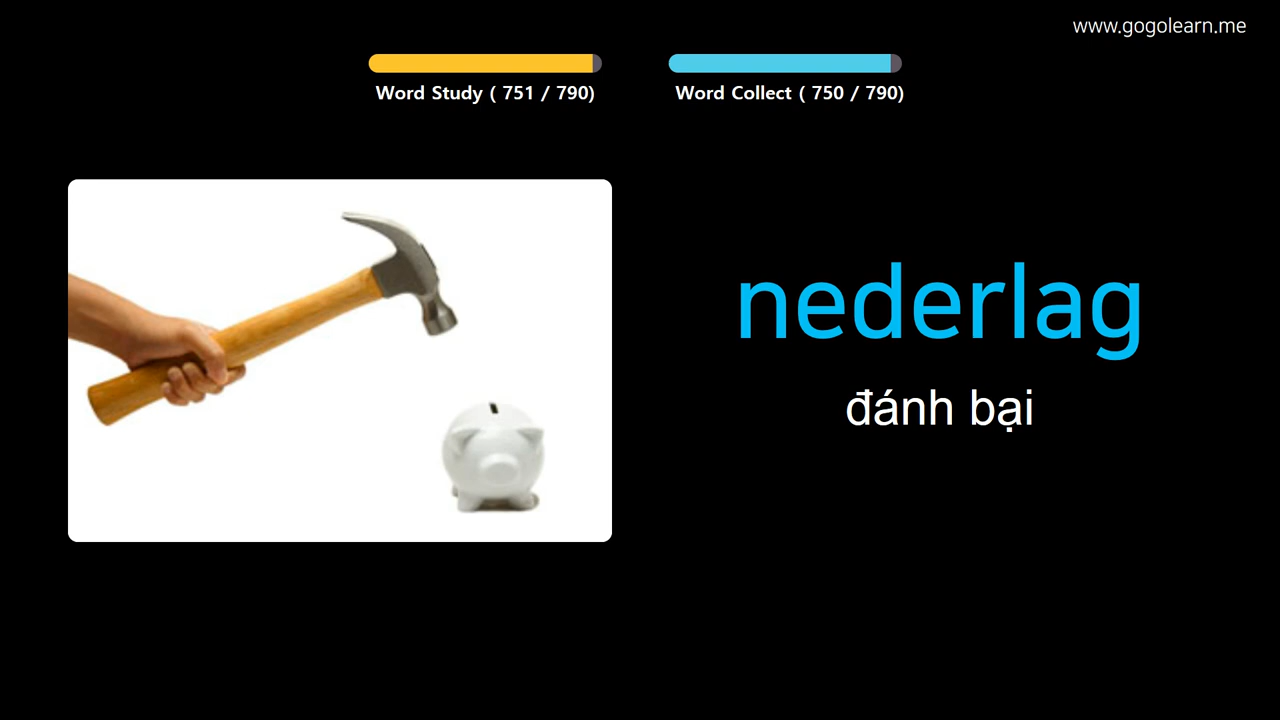 www.gogolearn.me
Word Study ( 751 / 790)
Word Collect ( 750 / 790)
nederlag
đánh bại